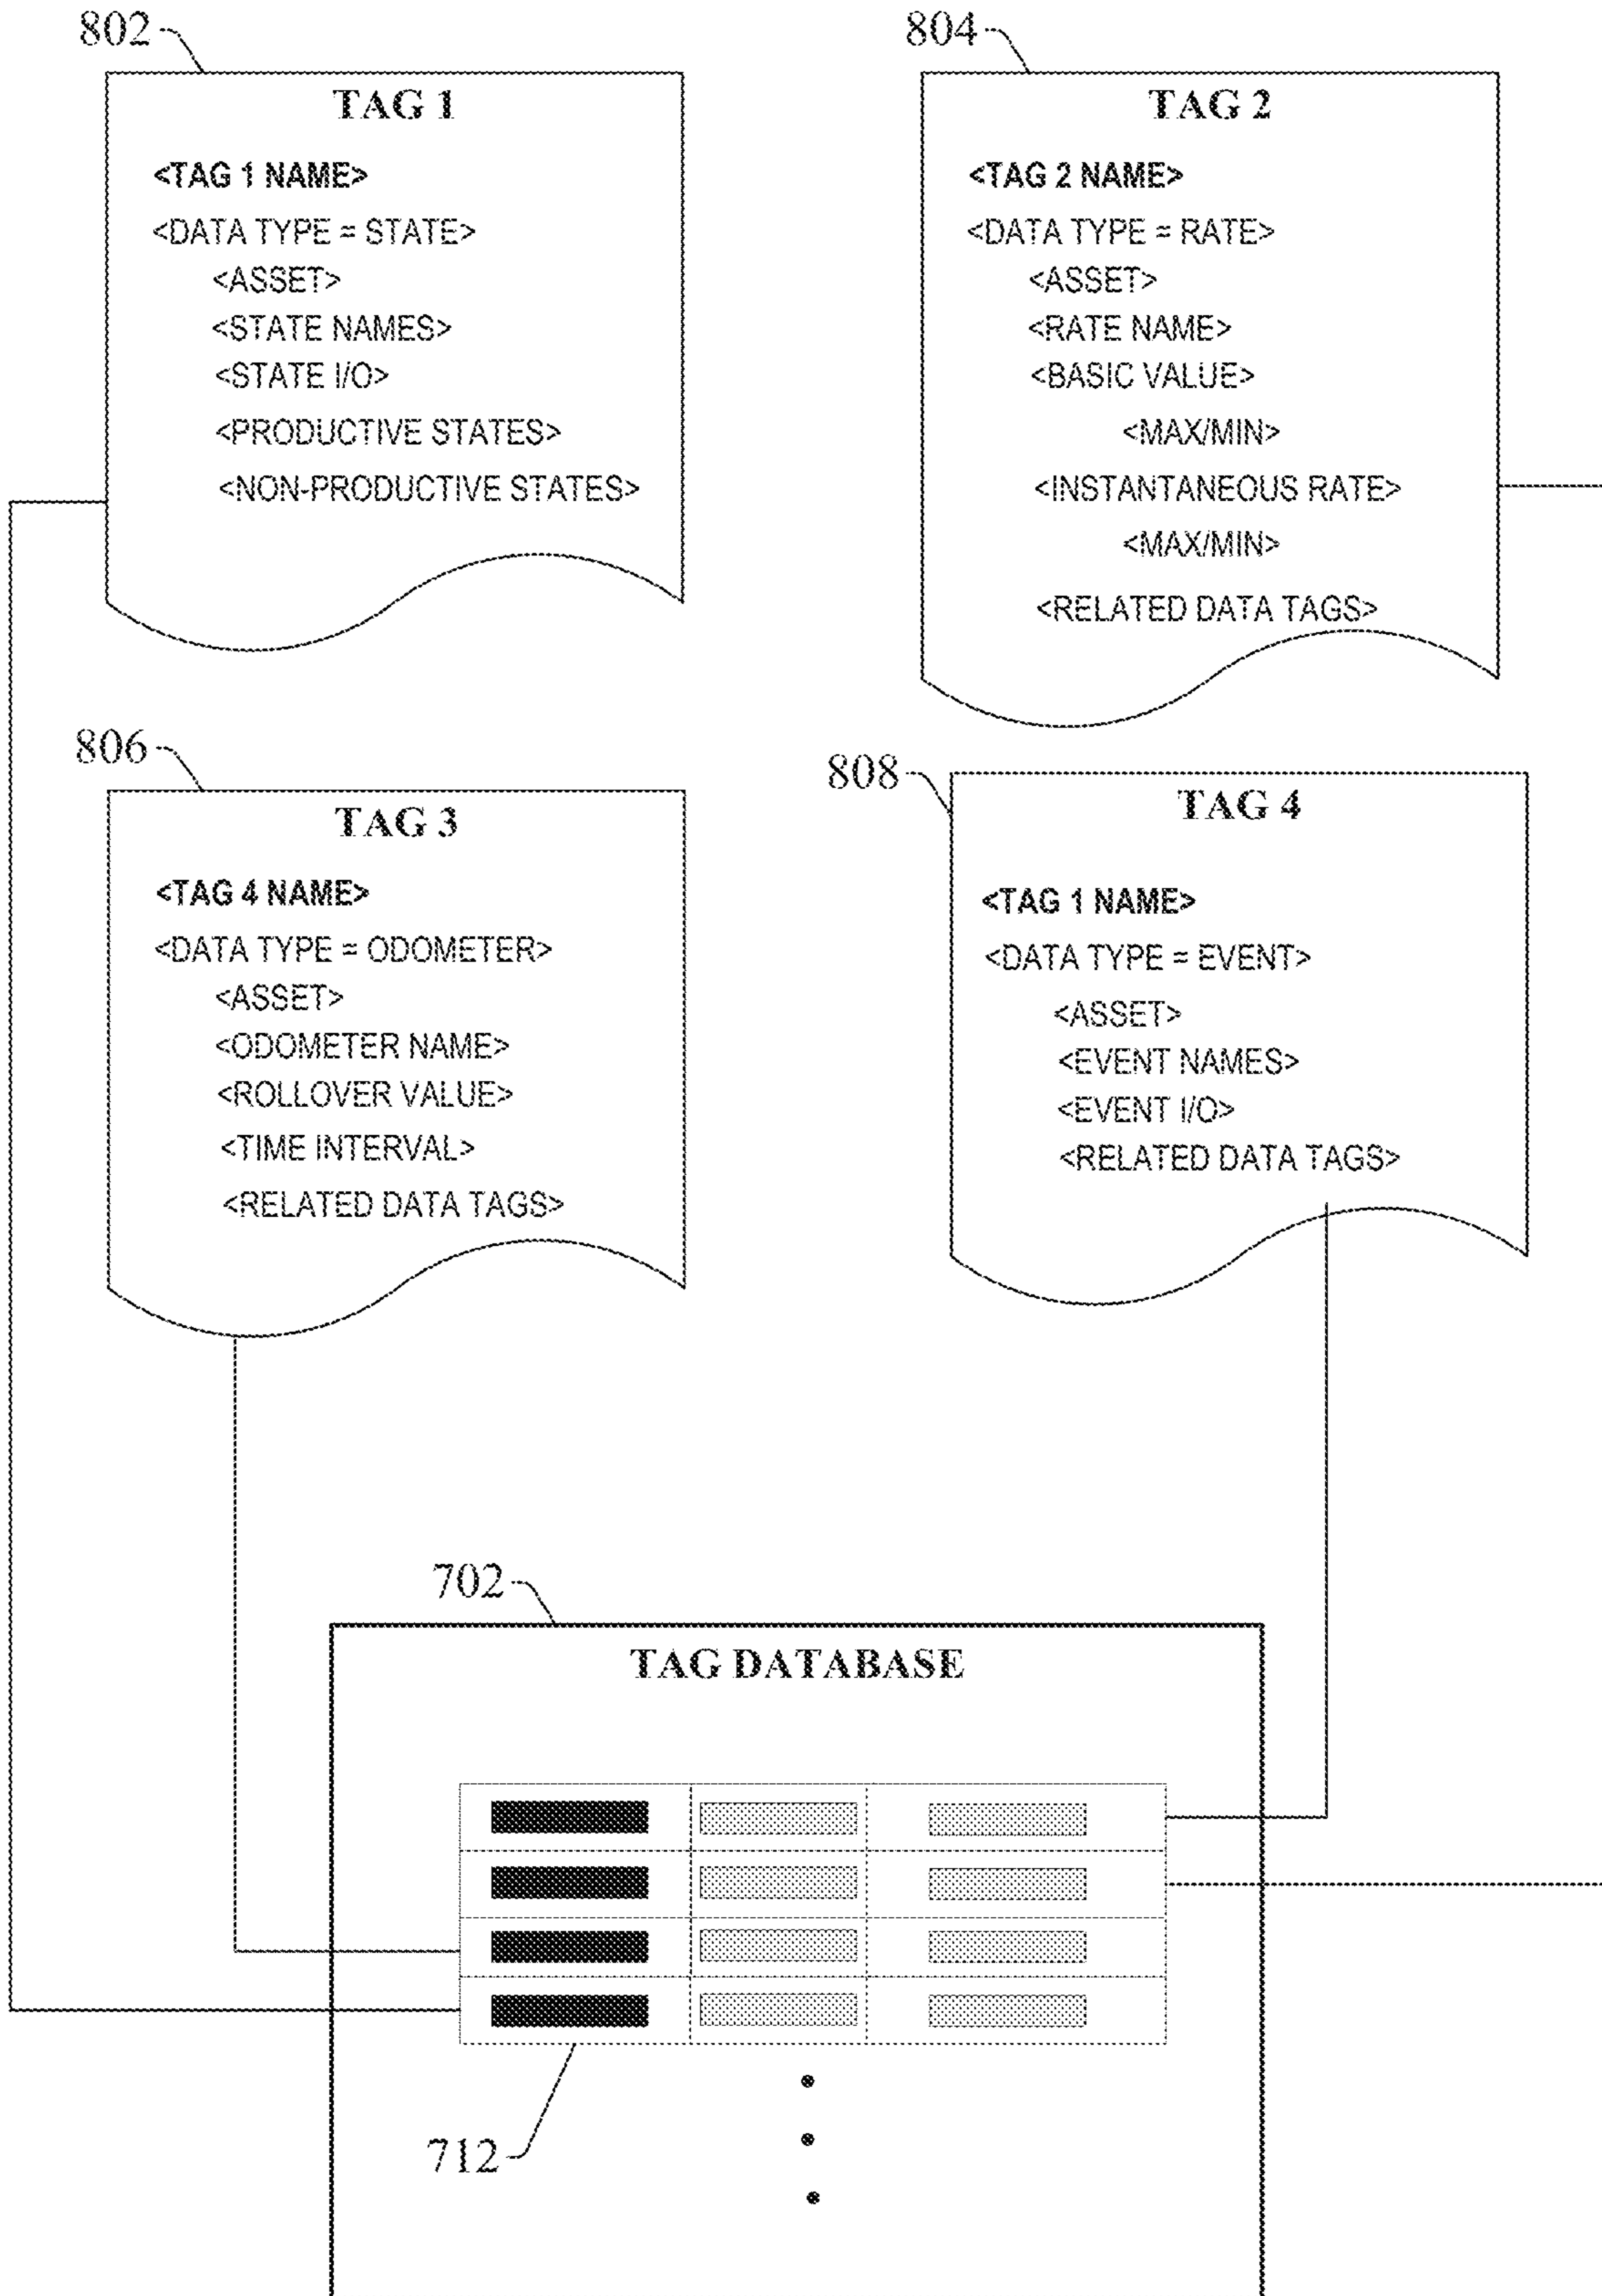 802
TAG 1
<TAG 1 NAME>
<DATA TYPE = STATE>
<ASSET>
<STATE NAMES>
<STATE I/O>
<PRODUCTIVE STATES>
<NON-PRODUCTIVE STATES>
804
TAG 2
<TAG 2 NAME>
<DATA TYPE = RATE>
<ASSET>
<RATE NAME>
<BASIC VALUE>
<MAX/MIN>
<INSTANTANEOUS RATE>
<MAX/MIN>
<RELATED DATA TAGS>
806
TAG 3
<TAG 4 NAME>
<DATA TYPE = ODOMETER>
<ASSET>
<ODOMETER NAME>
<ROLLOVER VALUE>
<TIME INTERVAL>
<RELATED DATA TAGS>
808
TAG 4
<TAG 1 NAME>
<DATA TYPE = EVENT>
<ASSET>
<EVENT NAMES>
<EVENT I/O>
<RELATED DATA TAGS>
702
TAG DATABASE
712